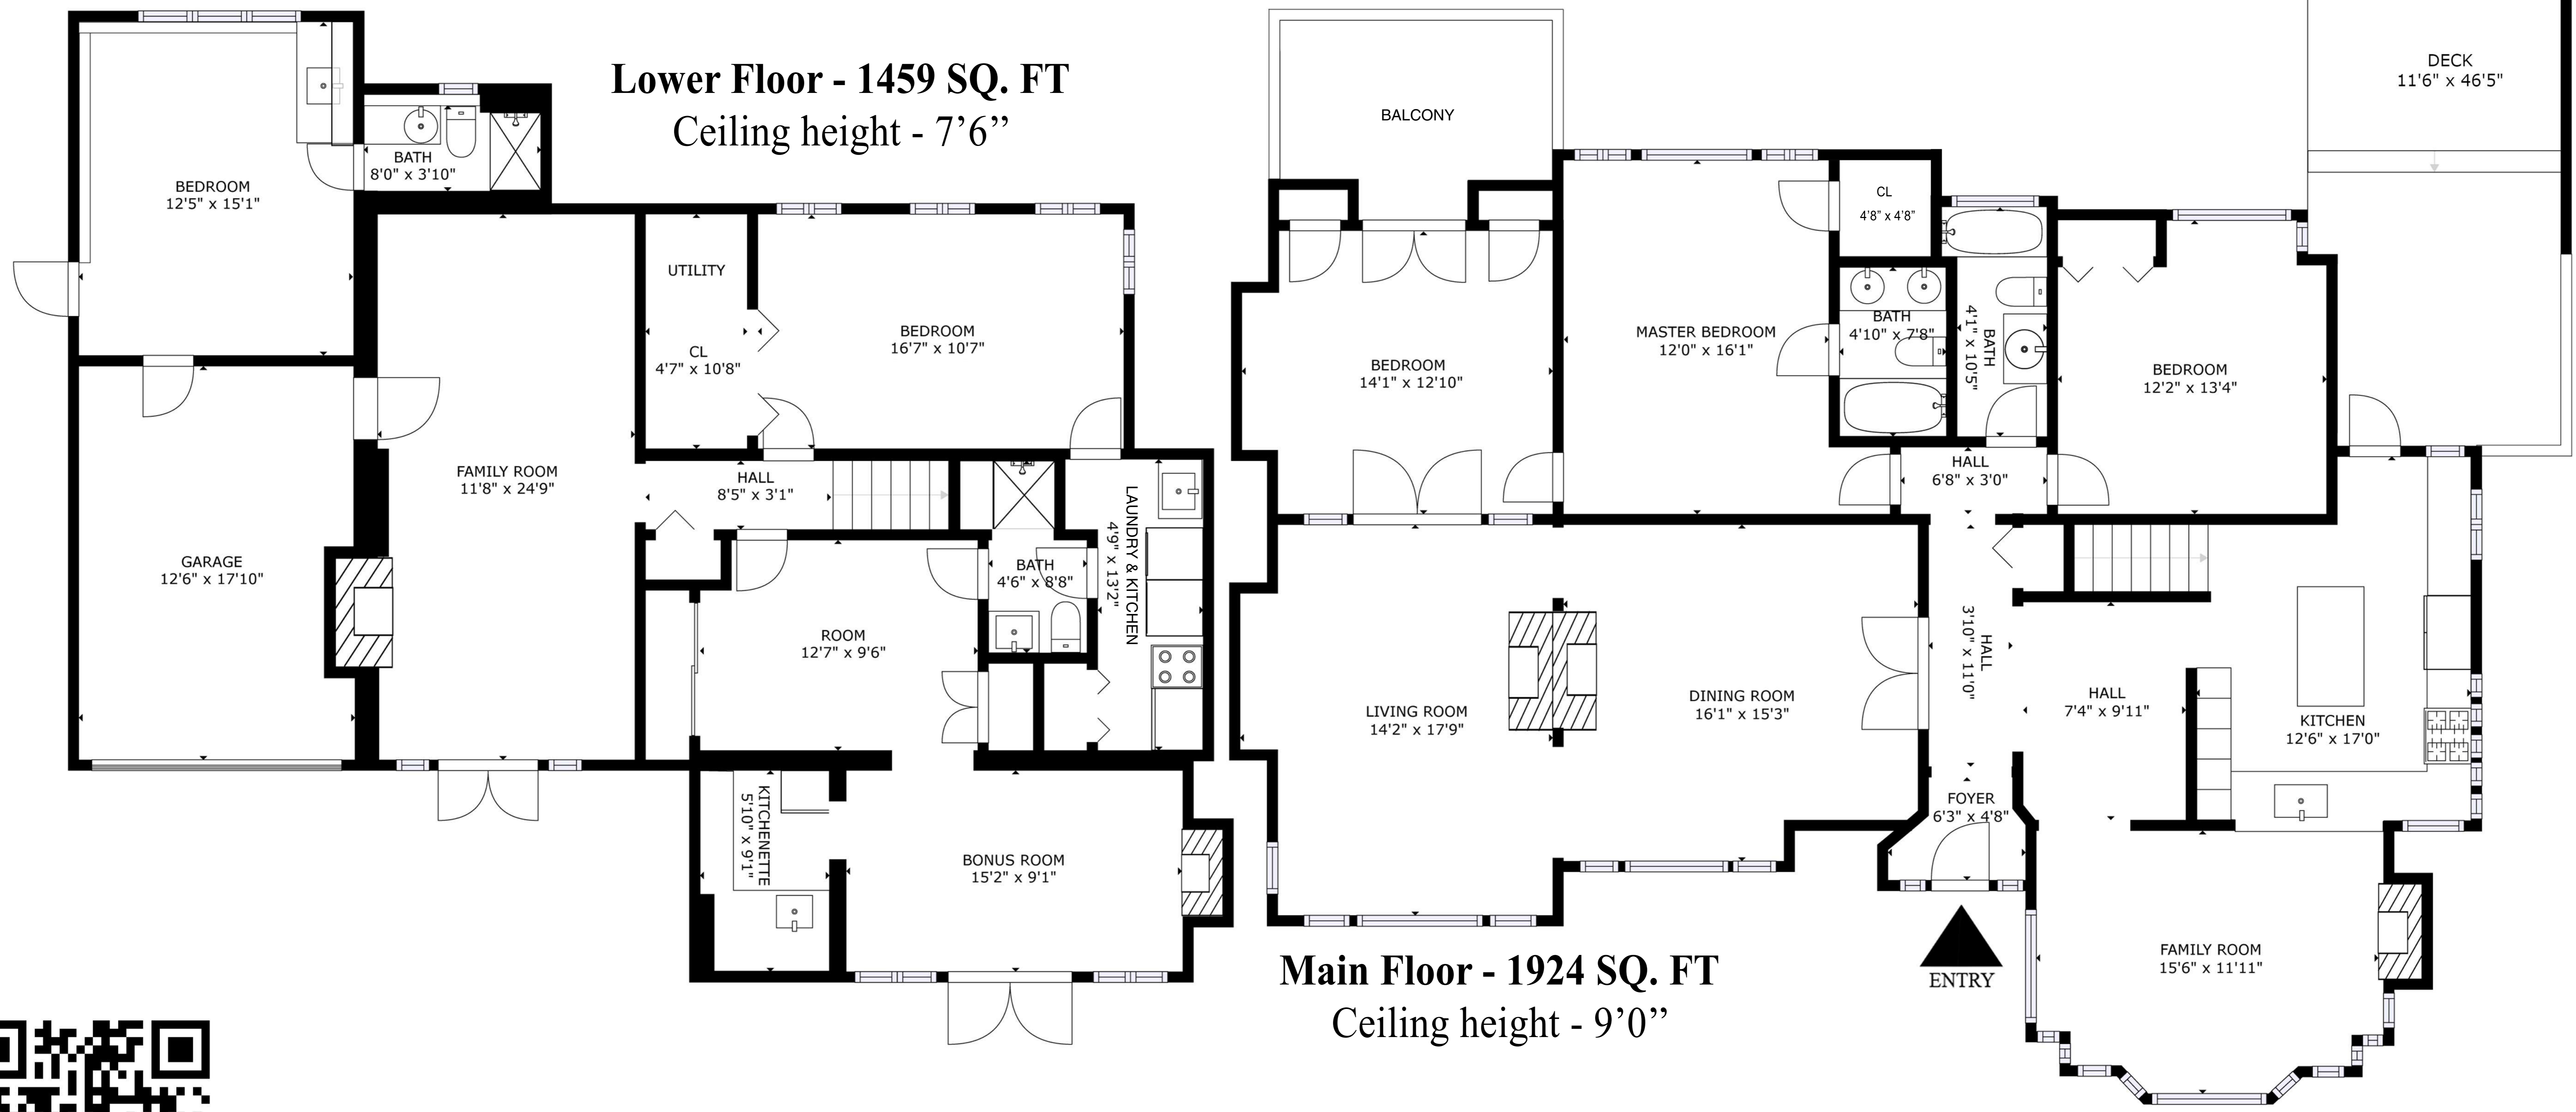 Lower Floor - 1459 SQ. FT
Ceiling height - 7’6’’
BEDROOM
12'5" x 15'1"
BATH
8'0" x 3'10"
UTILITY
CL
4'7" x 10'8"
BEDROOM
16'7" x 10'7"
FAMILY ROOM
11'8" x 24'9"
HALL
8'5" x 3'1"
GARAGE
12'6" x 17'10"
ROOM
12'7" x 9'6"
BATH
4'6" x 8'8"
LAUNDRY & KITCHEN
4'9" x 13'2"
KITCHENETTE
5'10" x 9'1"
BONUS ROOM
15'2" x 9'1"
BALCONY
DECK
11'6" x 46'5"
CL
4'8" x 4'8"
BEDROOM
14'1" x 12'10"
MASTER BEDROOM
12'0" x 16'1"
BATH
4'10" x 7'8"
BATH
4'1" x 10'5"
BEDROOM
12'2" x 13'4"
HALL
6'8" x 3'0"
LIVING ROOM
14'2" x 17'9"
DINING ROOM
16'1" x 15'3"
HALL
3'10" x 11'0"
HALL
7'4" x 9'11"
KITCHEN
12'6" x 17'0"
FOYER
6'3" x 4'8"
ENTRY
FAMILY ROOM
15'6" x 11'11"
Main Floor - 1924 SQ. FT
Ceiling height - 9’0’’